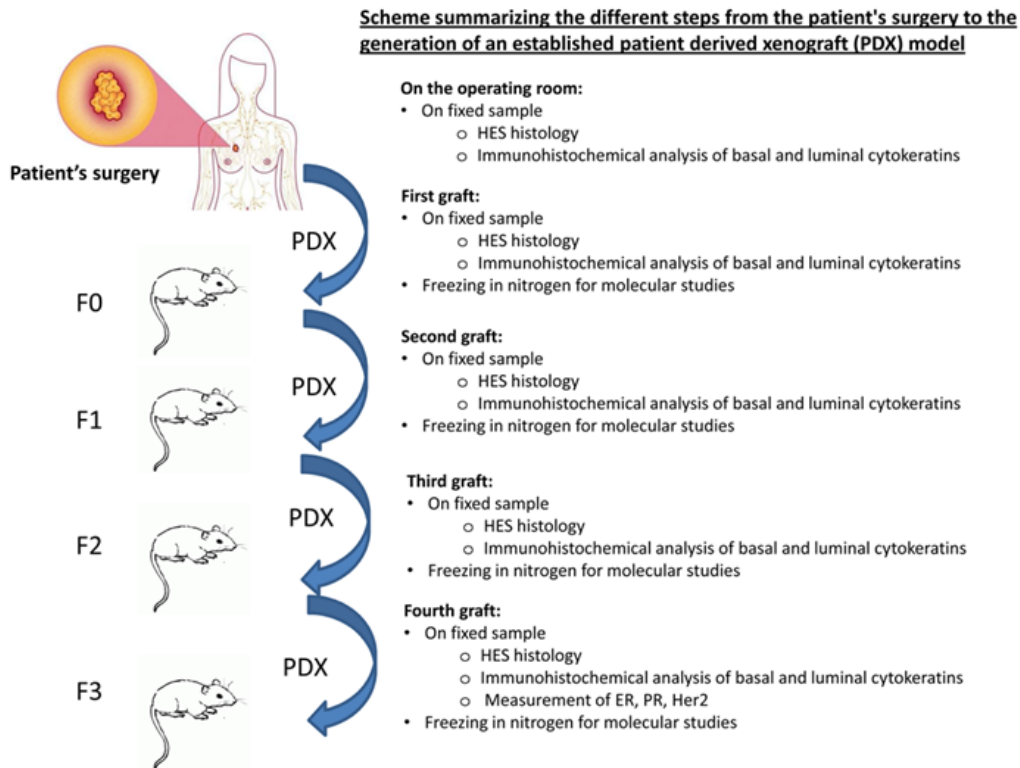 Scheme summarizing the different steps from the patient's surgery to the
generation of an established patient derived xenograft (PDX) model
On the operating room:
• On fixed sample
o HES histology
o Immunohistochemical analysis of basal and luminal cytokeratins
Patient's surgery
First graft:
• On fixed sample
o HES histology
o Immunohistochemical analysis of basal and luminal cytokeratins
• Freezing in nitrogen for molecular studies
PDX
F0
Second graft:
• On fixed sample
o HES histology
o Immunohistochemical analysis of basal and luminal cytokeratins
• Freezing in nitrogen for molecular studies
PDX
F1
Third graft:
• On fixed sample
o HES histology
o Immunohistochemical analysis of basal and luminal cytokeratins
• Freezing in nitrogen for molecular studies
PDX
F2
Fourth graft:
• On fixed sample
o HES histology
o Immunohistochemical analysis of basal and luminal cytokeratins
o Measurement of ER, PR, Her2
• Freezing in nitrogen for molecular studies
PDX
F3